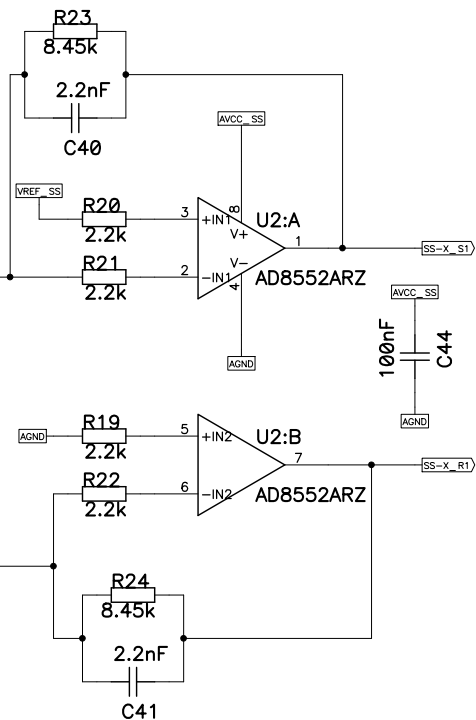 R23
8.45k
2.2nF
C40
AVCC_SS
VREF_SS
R20
2.2k
3
+IN1
8
V+
U2:A
1
SS-X_S1
R21
2.2k
2
-IN1
V-
4
AD8552ARZ
AGND
AVCC_SS
100nF
C44
AGND
AGND
R19
2.2k
5
+IN2
U2:B
7
SS-X_R1
R22
2.2k
6
-IN2
AD8552ARZ
R24
8.45k
2.2nF
C41